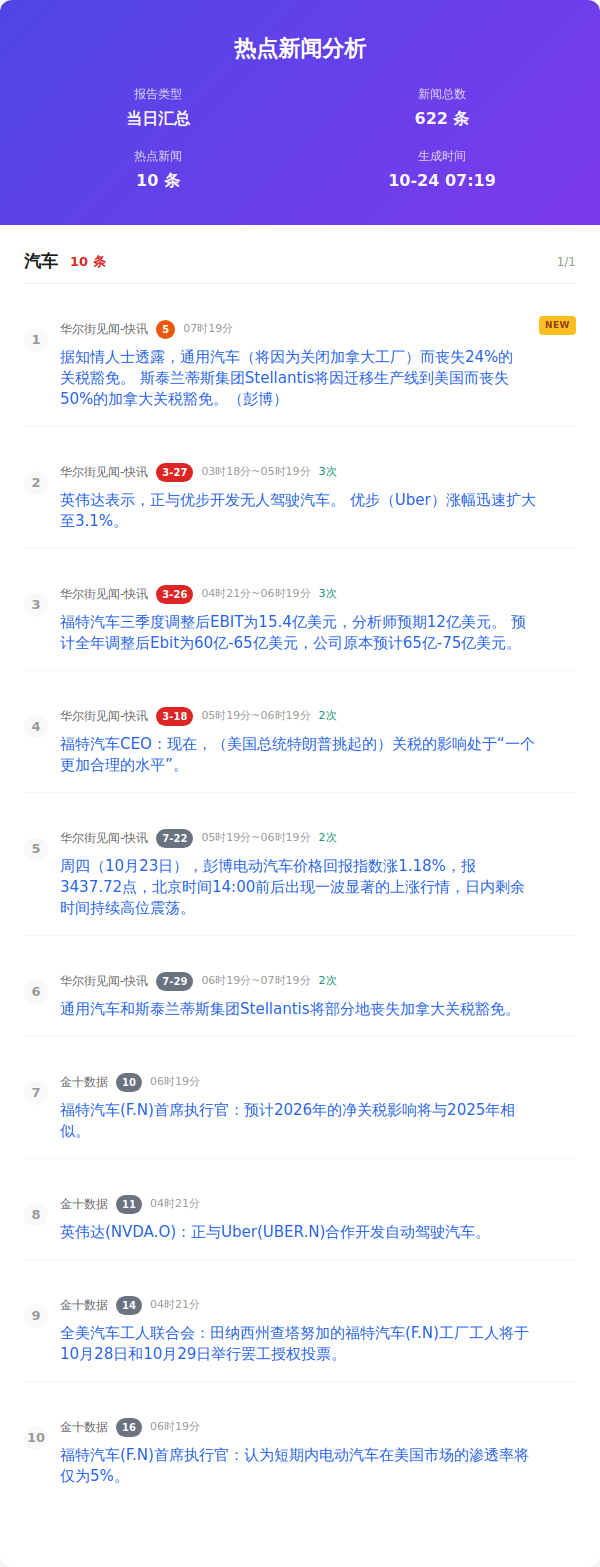 热点新闻分析
报告类型
新闻总数
当日汇总
622 条
热点新闻
生成时间
10 条
10-24 07:19
汽车 10 条 1/1
1 华尔街见闻-快讯 5 07时19分 NEW
据知情人士透露，通用汽车（将因为关闭加拿大工厂）而丧失24%的
关税豁免。 斯泰兰蒂斯集团Stellantis将因迁移生产线到美国而丧失
50%的加拿大关税豁免。（彭博）
2 华尔街见闻-快讯 3-27 03时18分~05时19分 3次
英伟达表示，正与优步开发无人驾驶汽车。 优步（Uber）涨幅迅速扩大
至3.1%。
3 华尔街见闻-快讯 3-26 04时21分~06时19分 3次
福特汽车三季度调整后EBIT为15.4亿美元，分析师预期12亿美元。 预
计全年调整后Ebit为60亿-65亿美元，公司原本预计65亿-75亿美元。
4 华尔街见闻-快讯 3-18 05时19分~06时19分 2次
福特汽车CEO：现在，（美国总统特朗普挑起的）关税的影响处于“一个
更加合理的水平”。
5 华尔街见闻-快讯 7-22 05时19分~06时19分 2次
周四（10月23日），彭博电动汽车价格回报指数涨1.18%，报
3437.72点，北京时间14:00前后出现一波显著的上涨行情，日内剩余
时间持续高位震荡。
6 华尔街见闻-快讯 7-29 06时19分~07时19分 2次
通用汽车和斯泰兰蒂斯集团Stellantis将部分地丧失加拿大关税豁免。
7 金十数据 10 06时19分
福特汽车(F.N)首席执行官：预计2026年的净关税影响将与2025年相
似。
8 金十数据 11 04时21分
英伟达(NVDA.O)：正与Uber(UBER.N)合作开发自动驾驶汽车。
9 金十数据 14 04时21分
全美汽车工人联合会：田纳西州查塔努加的福特汽车(F.N)工厂工人将于
10月28日和10月29日举行罢工授权投票。
10 金十数据 16 06时19分
福特汽车(F.N)首席执行官：认为短期内电动汽车在美国市场的渗透率将
仅为5%。